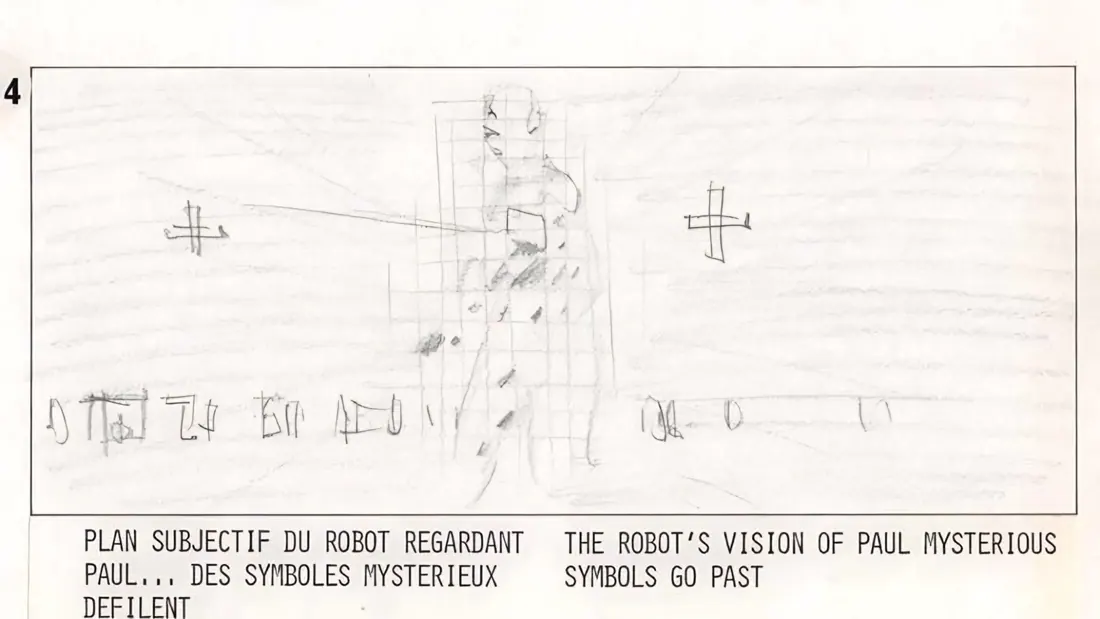 4
PLAN SUBJECTIF DU ROBOT REGARDANT
PAUL... DES SYMBOLES MYSTERIEUX
DEFILENT
THE ROBOT'S VISION OF PAUL MYSTERIOUS
SYMBOLS GO PAST